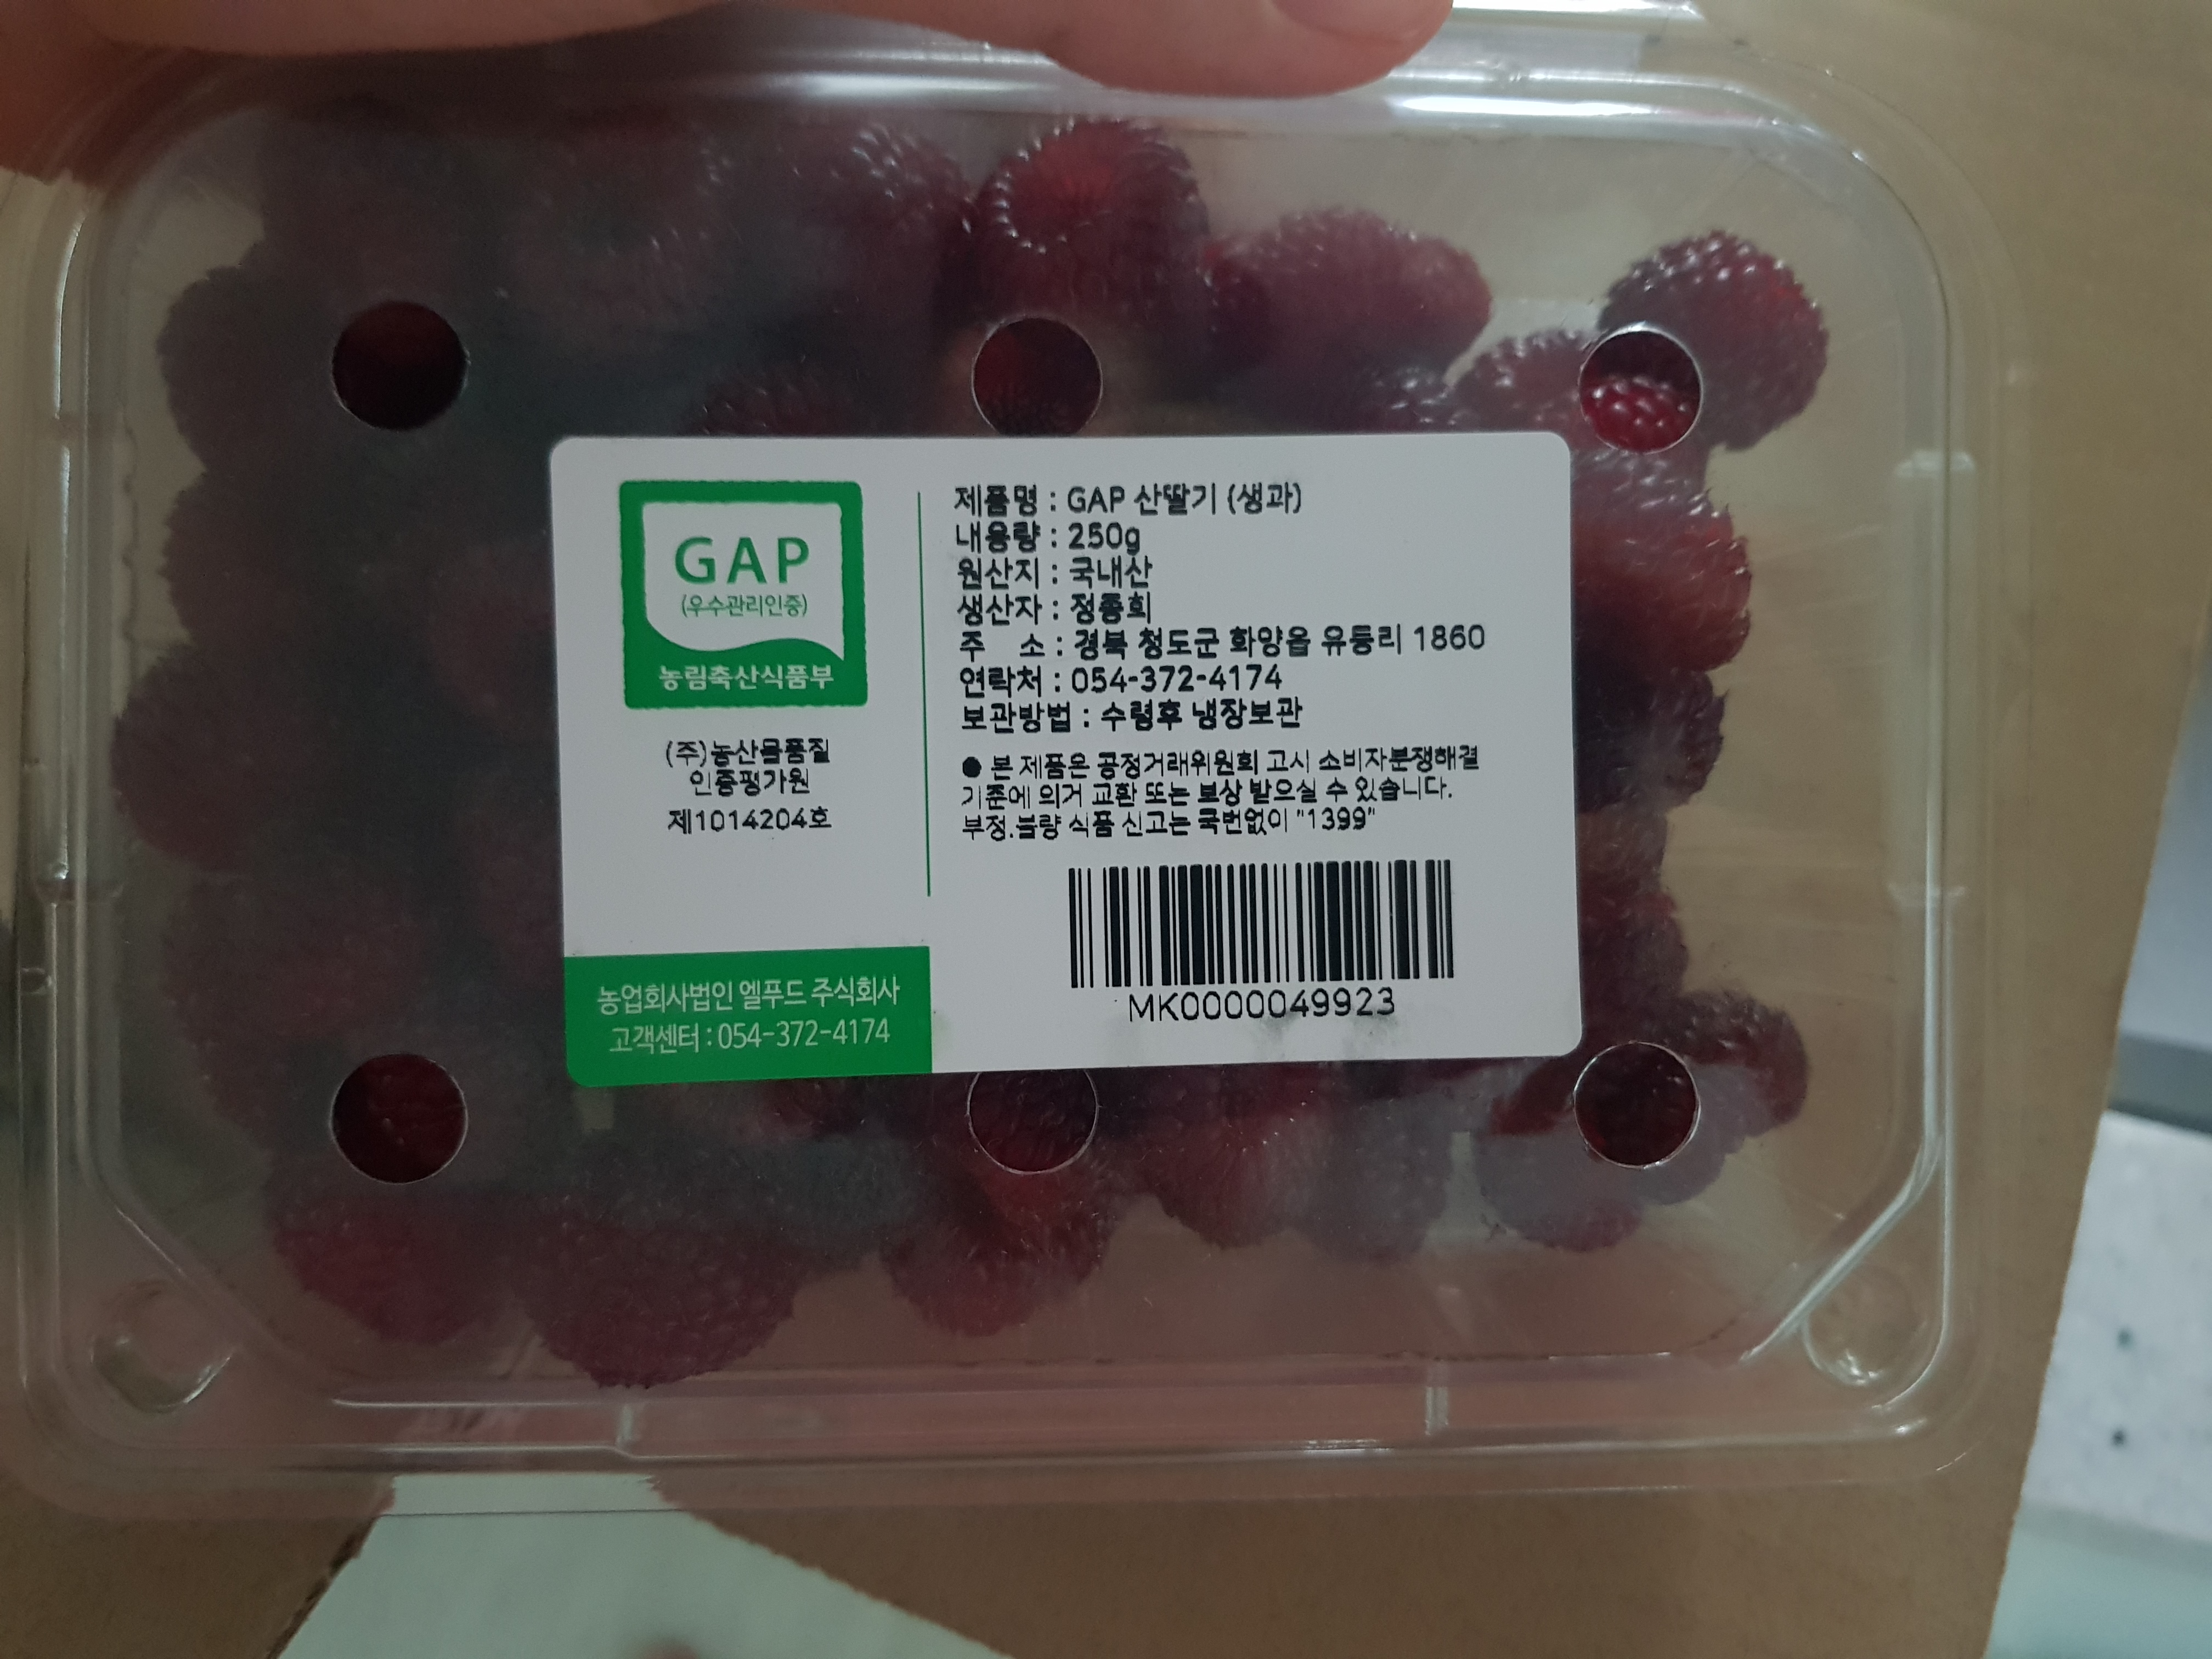 GAP
(우수관리인증)
농림축산식품부
(주)농산물품질
인증평가원
제1014204호
농업회사법인 엘푸드 주식회사
고객센터 : 054-372-4174
제품명 : GAP 산딸기 (생과)
내용량 : 250g
원산지 : 국내산
생산자 : 정종희
주 소 : 경북 청도군 화양읍 유등리 1860
연락처 : 054-372-4174
보관방법 : 수령후 냉장보관
● 본 제품은 공정거래위원회 고시 소비자분쟁해결
기준에 의거 교환 또는 보상 받으실 수 있습니다.
부정.불량 식품 신고는 국번없이 "1399"
MK0000049923